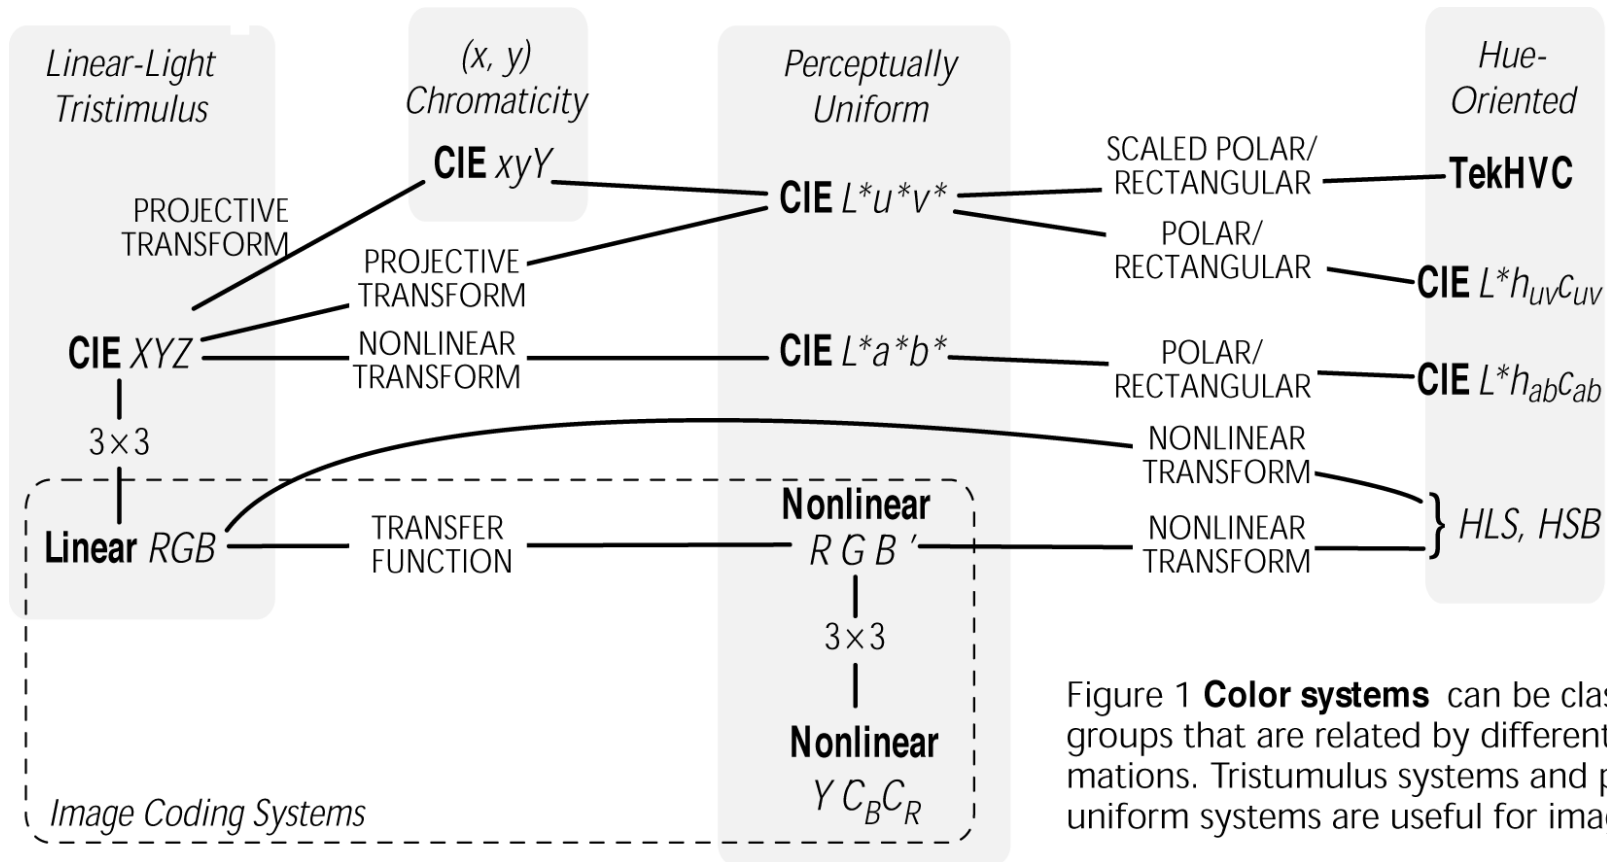 Linear-Light
Tristimulus
(x, y)
Chromaticity
Perceptually
Uniform
Hue-
Oriented
CIE xyY
CIE L*u*v*
SCALED POLAR/
RECTANGULAR
TekHVC
PROJECTIVE
TRANSFORM
PROJECTIVE
TRANSFORM
POLAR/
RECTANGULAR
CIE L*huvcuv
CIE XYZ
NONLINEAR
TRANSFORM
CIE L*a*b*
POLAR/
RECTANGULAR
CIE L*habcab
3×3
NONLINEAR
TRANSFORM
Linear RGB
TRANSFER
FUNCTION
Nonlinear
R'G'B'
NONLINEAR
TRANSFORM
} HLS, HSB
3×3
Nonlinear
Y CBCR
Image Coding Systems
Figure 1 Color systems can be clas
groups that are related by different
mations. Tristumulus systems and p
uniform systems are useful for imag